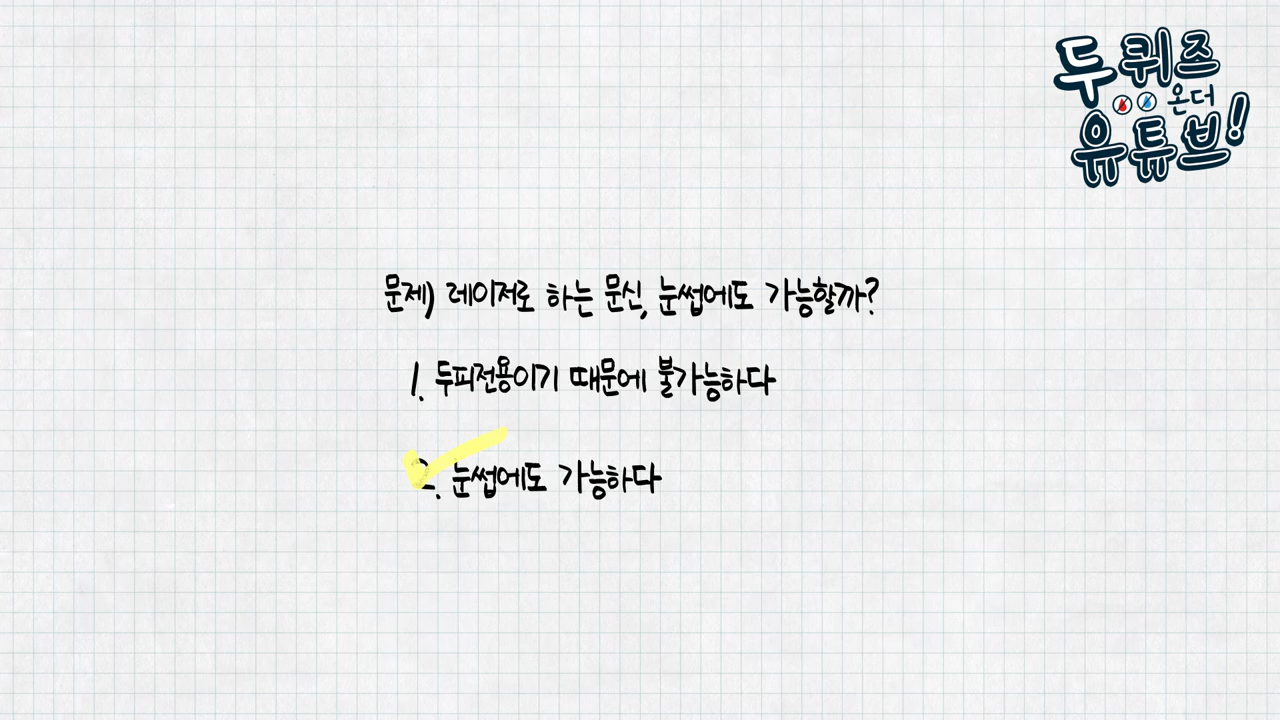 두퀴즈
온더
유튜브!
문제) 레이저로 하는 문신, 눈썹에도 가능할까?
1. 두피전용이기 때문에 불가능하다
2. 눈썹에도 가능하다